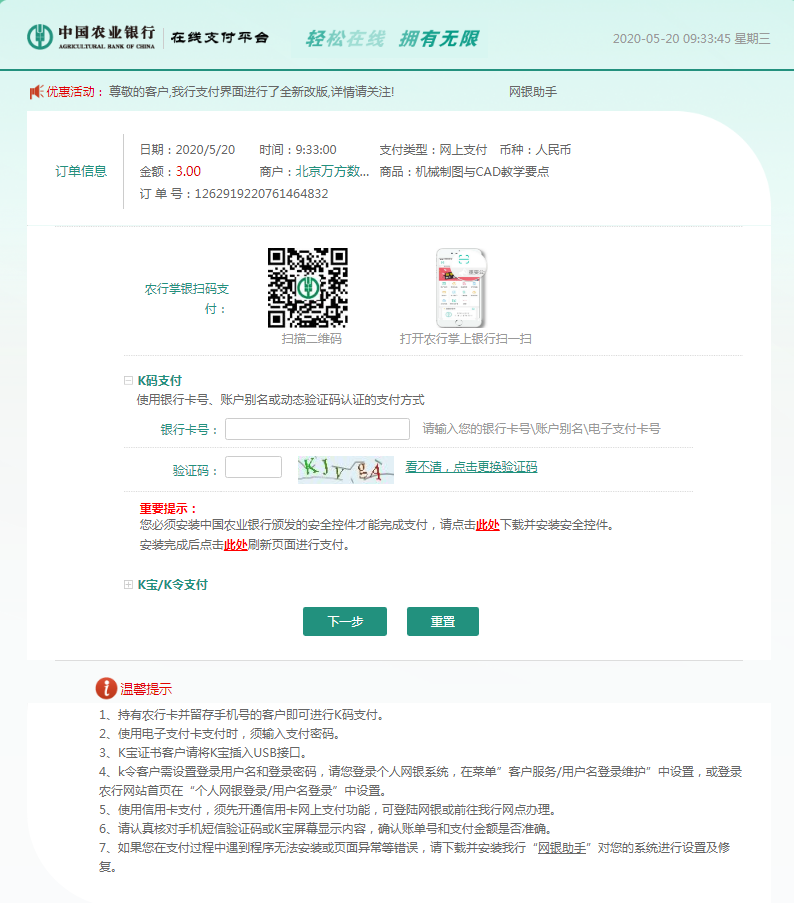 中国农业银行
AGRICULTURAL BANK OF CHINA
在线支付平台
轻松在线 拥有无限
2020-05-20 09:33:45 星期三
优惠活动： 尊敬的客户,我行支付界面进行了全新改版,详情请关注!
网银助手
订单信息
日期：2020/5/20 时间：9:33:00 支付类型：网上支付 币种：人民币
金额：3.00 商户：北京万方数... 商品：机械制图与CAD教学要点
订 单 号：1262919220761464832
农行掌银扫码支
付：
扫描二维码
打开农行掌上银行扫一扫
K码支付
使用银行卡号、账户别名或动态验证码认证的支付方式
银行卡号：
请输入您的银行卡号\账户别名\电子支付卡号
验证码：
看不清，点击更换验证码
重要提示：
您必须安装中国农业银行颁发的安全控件才能完成支付，请点击此处下载并安装安全控件。
安装完成后点击此处刷新页面进行支付。
K宝/K令支付
下一步 重置
温馨提示
1、持有农行卡并留存手机号的客户即可进行K码支付。
2、使用电子支付卡支付时，须输入支付密码。
3、K宝证书客户请将K宝插入USB接口。
4、k令客户需设置登录用户名和登录密码，请您登录个人网银系统，在菜单”客户服务/用户名登录维护”中设置，或登录
农行网站首页在“个人网银登录/用户名登录”中设置。
5、使用信用卡支付，须先开通信用卡网上支付功能，可登陆网银或前往我行网点办理。
6、请认真核对手机短信验证码或K宝屏幕显示内容，确认账单号和支付金额是否准确。
7、如果您在支付过程中遇到程序无法安装或页面异常等错误，请下载并安装我行“网银助手”对您的系统进行设置及修
复。